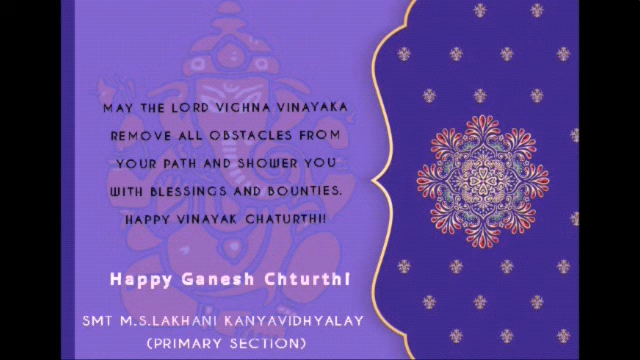 MAY THE LORD VIGHNA VINAYAKA
REMOVE ALL OBSTACLES FROM
YOUR PATH AND SHOWER YOU
WITH BLESSINGS AND BOUNTIES.
HAPPY VINAYAK CHATURTHI!
Happy Ganesh Chturthi
SMT M.S.LAKHANI KANYAVIDHYALAY
(PRIMARY SECTION)